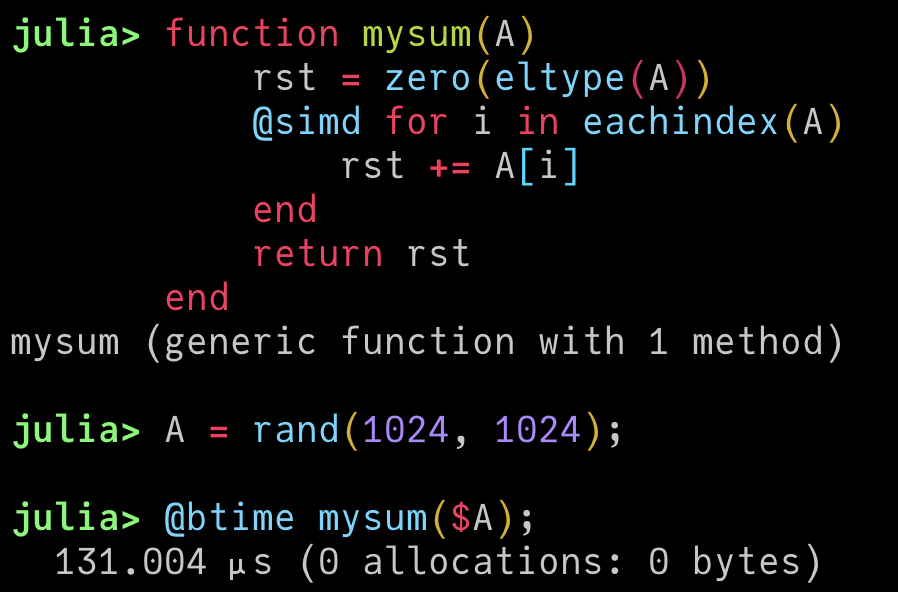 julia> function mysum(A)
           rst = zero(eltype(A))
           @simd for i in eachindex(A)
               rst += A[i]
           end
           return rst
       end
mysum (generic function with 1 method)

julia> A = rand(1024, 1024);

julia> @btime mysum($A);
  131.004 μs (0 allocations: 0 bytes)